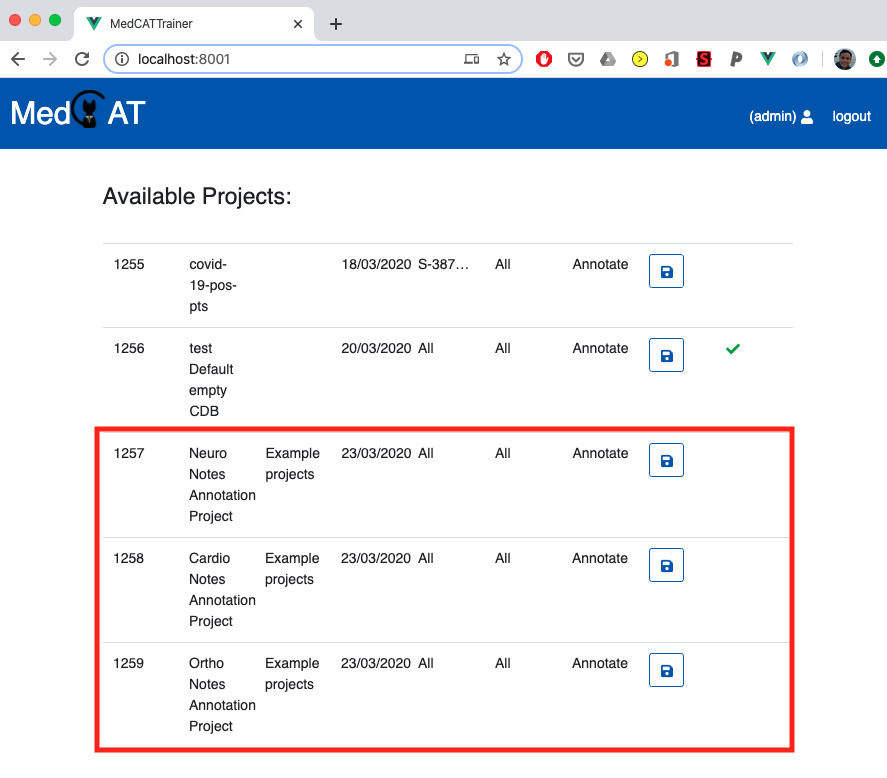 MedCATTrainer
localhost:8001
MedCAT
(admin) logout
Available Projects:
1255 covid- 18/03/2020 S-387… All Annotate
19-pos-
pts
1256 test 20/03/2020 All All Annotate
Default
empty
CDB
1257 Neuro Example 23/03/2020 All All Annotate
Notes projects
Annotation
Project
1258 Cardio Example 23/03/2020 All All Annotate
Notes projects
Annotation
Project
1259 Ortho Example 23/03/2020 All All Annotate
Notes projects
Annotation
Project